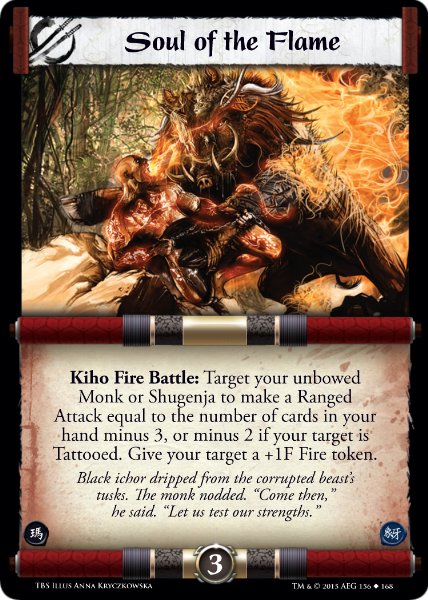 Soul of the Flame
Kiho Fire Battle: Target your unbowed
Monk or Shugenja to make a Ranged
Attack equal to the number of cards in your
hand minus 3, or minus 2 if your target is
Tattooed. Give your target a +1F Fire token.
Black ichor dripped from the corrupted beast's
tusks. The monk nodded. "Come then,"
he said. "Let us test our strengths."
瑪
象牙
3
TBS Illus Anna Kryczkowska
TM & © 2015 AEG 136 ◆ 168